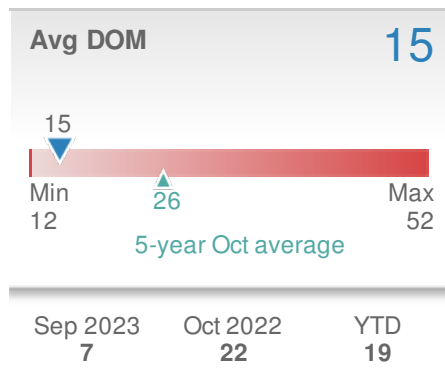 Avg DOM 15
15
Min Max
12 26 52
5-year Oct average
Sep 2023 Oct 2022 YTD
7 22 19